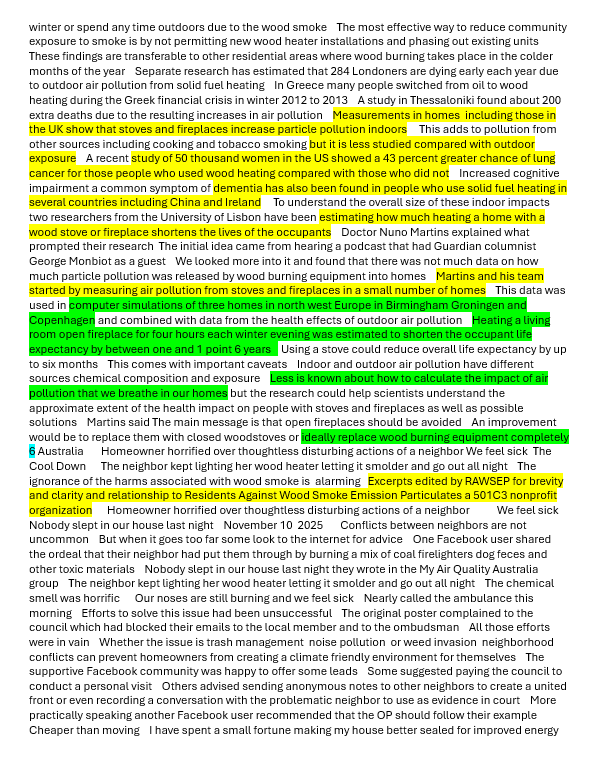 winter or spend any time outdoors due to the wood smoke   The most effective way to reduce community
exposure to smoke is by not permitting new wood heater installations and phasing out existing units
These findings are transferable to other residential areas where wood burning takes place in the colder
months of the year   Separate research has estimated that 284 Londoners are dying early each year due
to outdoor air pollution from solid fuel heating   In Greece many people switched from oil to wood
heating during the Greek financial crisis in winter 2012 to 2013   A study in Thessaloniki found about 200
extra deaths due to the resulting increases in air pollution   Measurements in homes  including those in
the UK show that stoves and fireplaces increase particle pollution indoors    This adds to pollution from
other sources including cooking and tobacco smoking but it is less studied compared with outdoor
exposure   A recent study of 50 thousand women in the US showed a 43 percent greater chance of lung
cancer for those people who used wood heating compared with those who did not   Increased cognitive
impairment a common symptom of dementia has also been found in people who use solid fuel heating in
several countries including China and Ireland    To understand the overall size of these indoor impacts
two researchers from the University of Lisbon have been estimating how much heating a home with a
wood stove or fireplace shortens the lives of the occupants   Doctor Nuno Martins explained what
prompted their research  The initial idea came from hearing a podcast that had Guardian columnist
George Monbiot as a guest   We looked more into it and found that there was not much data on how
much particle pollution was released by wood burning equipment into homes   Martins and his team
started by measuring air pollution from stoves and fireplaces in a small number of homes   This data was
used in computer simulations of three homes in north west Europe in Birmingham Groningen and
Copenhagen and combined with data from the health effects of outdoor air pollution   Heating a living
room open fireplace for four hours each winter evening was estimated to shorten the occupant life
expectancy by between one and 1 point 6 years   Using a stove could reduce overall life expectancy by up
to six months   This comes with important caveats   Indoor and outdoor air pollution have different
sources chemical composition and exposure   Less is known about how to calculate the impact of air
pollution that we breathe in our homes but the research could help scientists understand the
approximate extent of the health impact on people with stoves and fireplaces as well as possible
solutions   Martins said The main message is that open fireplaces should be avoided   An improvement
would be to replace them with closed woodstoves or ideally replace wood burning equipment completely
6 Australia     Homeowner horrified over thoughtless disturbing actions of a neighbor We feel sick  The
Cool Down    The neighbor kept lighting her wood heater letting it smolder and go out all night   The
ignorance of the harms associated with wood smoke is  alarming   Excerpts edited by RAWSEP for brevity
and clarity and relationship to Residents Against Wood Smoke Emission Particulates a 501C3 nonprofit
organization     Homeowner horrified over thoughtless disturbing actions of a neighbor        We feel sick
Nobody slept in our house last night   November 10  2025     Conflicts between neighbors are not
uncommon   But when it goes too far some look to the internet for advice   One Facebook user shared
the ordeal that their neighbor had put them through by burning a mix of coal firelighters dog feces and
other toxic materials   Nobody slept in our house last night they wrote in the My Air Quality Australia
group   The neighbor kept lighting her wood heater letting it smolder and go out all night   The chemical
smell was horrific     Our noses are still burning and we feel sick   Nearly called the ambulance this
morning   Efforts to solve this issue had been unsuccessful   The original poster complained to the
council which had blocked their emails to the local member and to the ombudsman   All those efforts
were in vain   Whether the issue is trash management  noise pollution  or weed invasion  neighborhood
conflicts can prevent homeowners from creating a climate friendly environment for themselves   The
supportive Facebook community was happy to offer some leads   Some suggested paying the council to
conduct a personal visit   Others advised sending anonymous notes to other neighbors to create a united
front or even recording a conversation with the problematic neighbor to use as evidence in court   More
practically speaking another Facebook user recommended that the OP should follow their example
Cheaper than moving   I have spent a small fortune making my house better sealed for improved energy